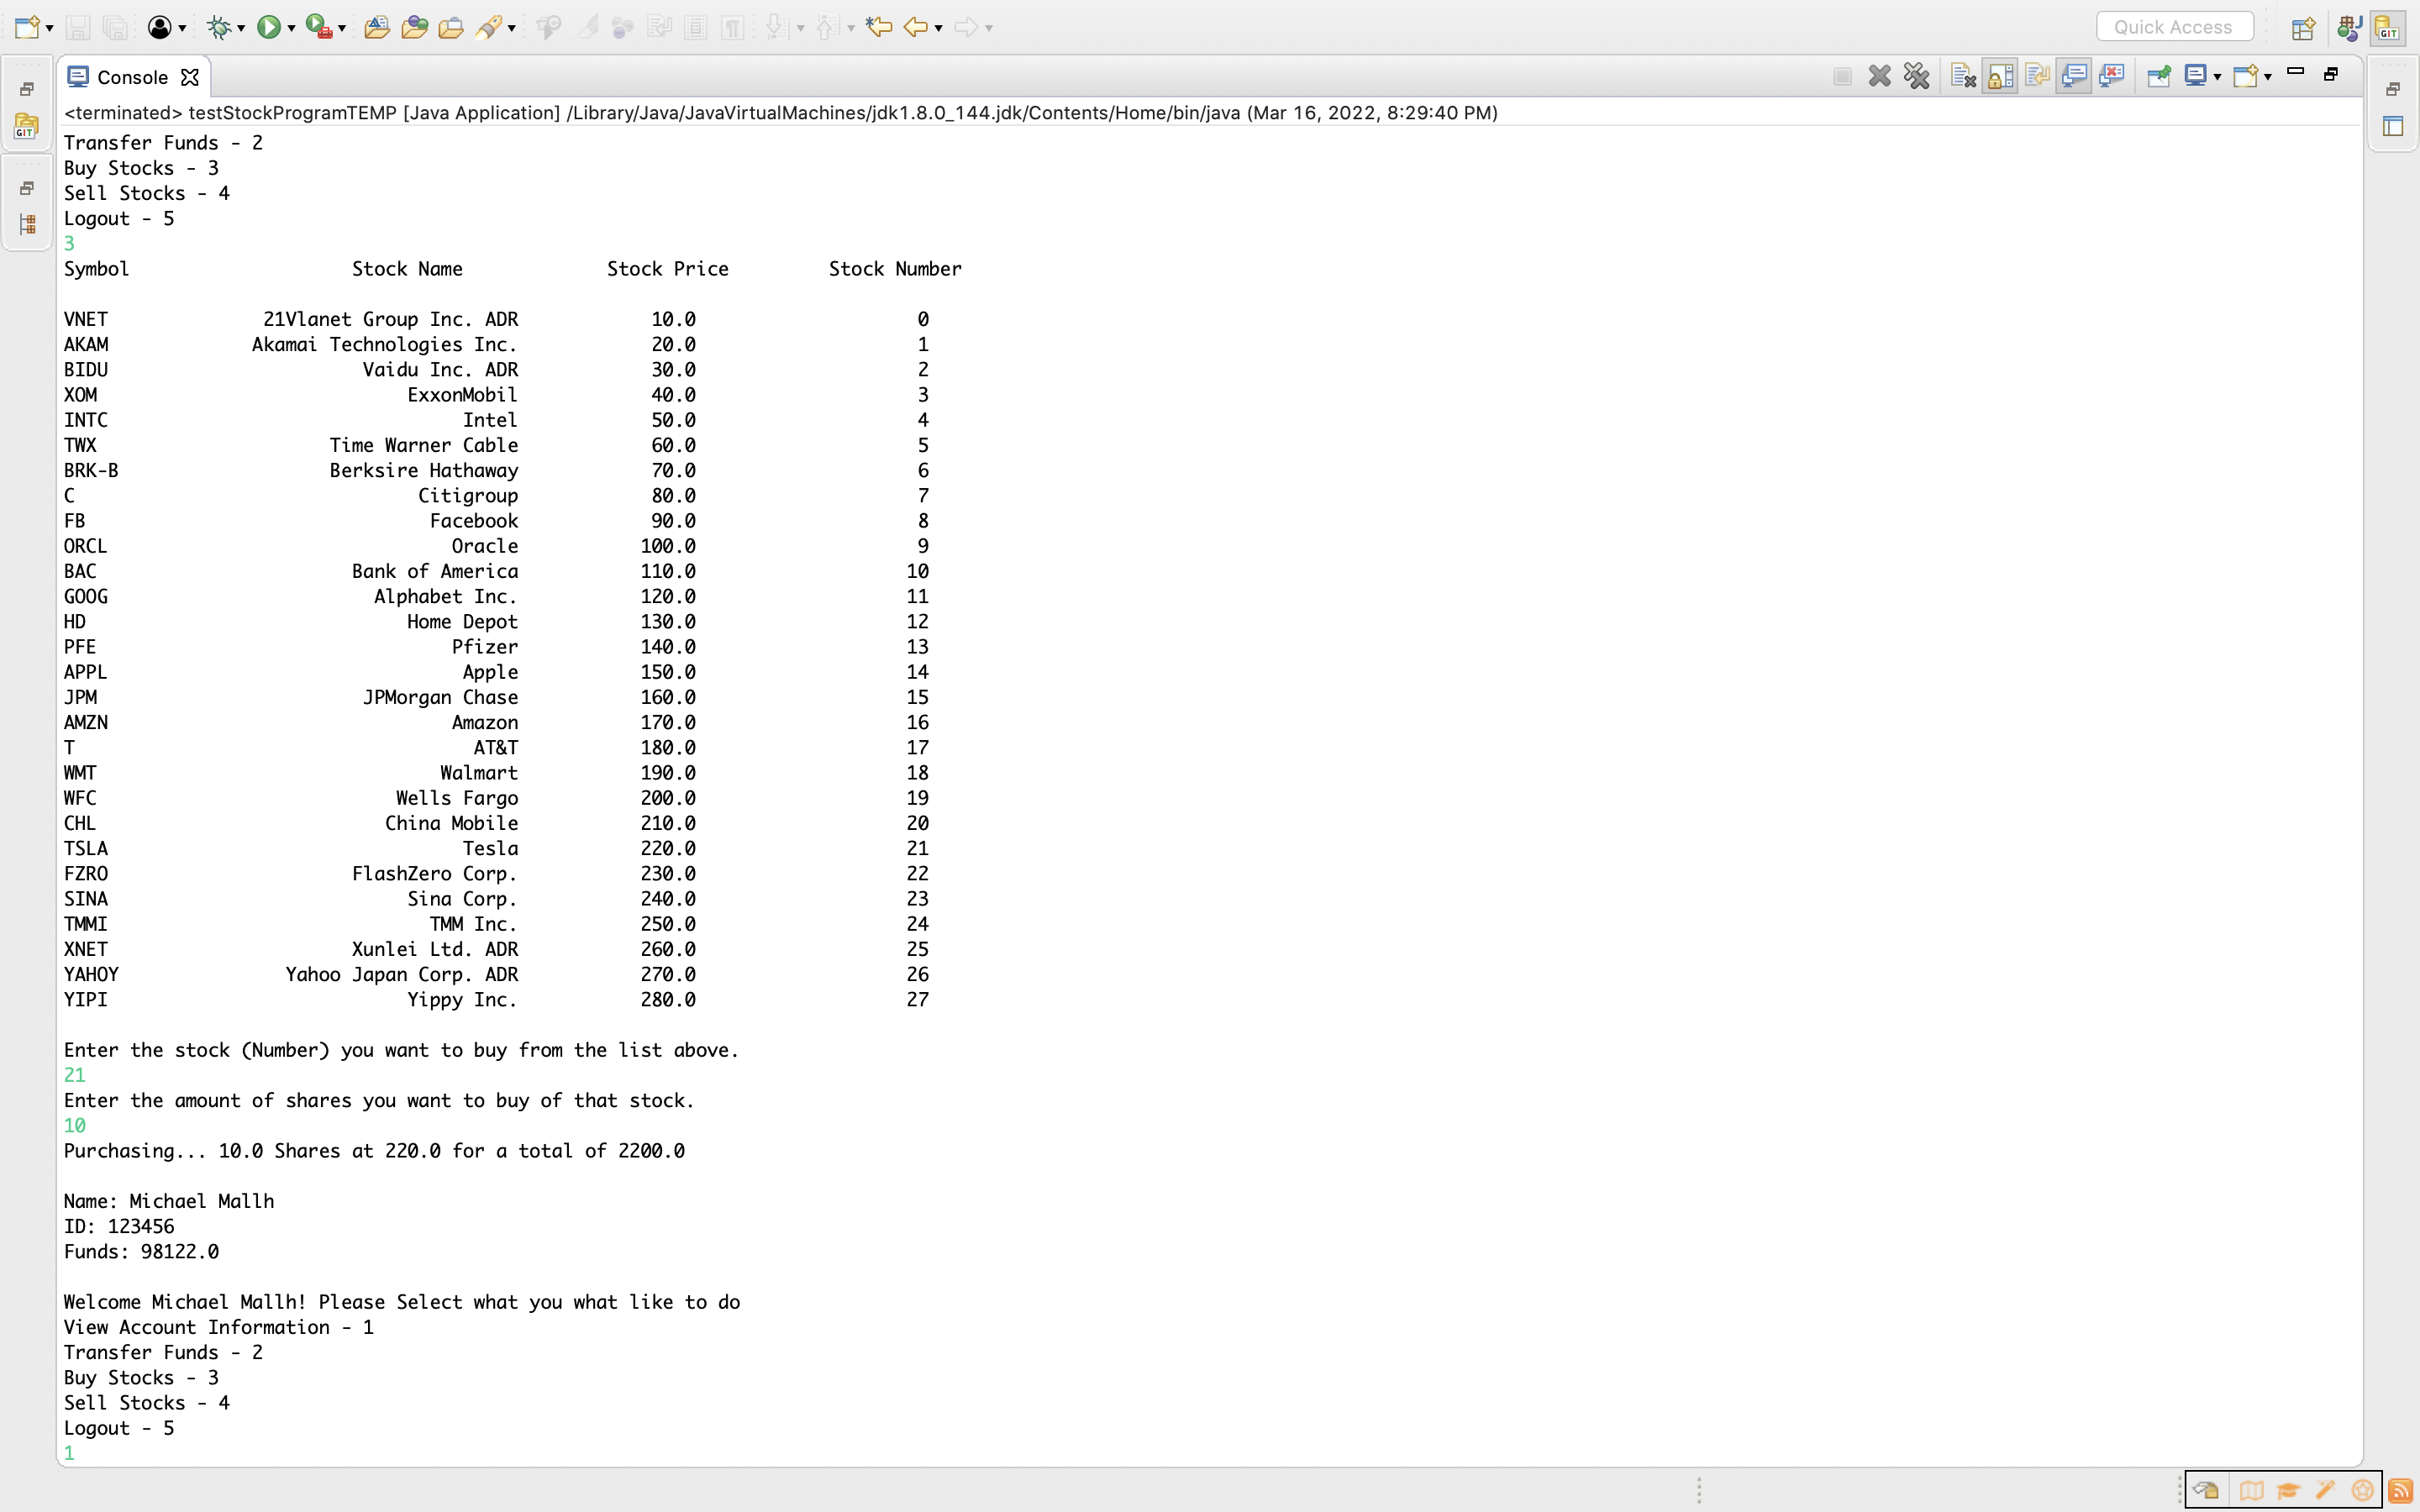 Quick Access
Console
<terminated> testStockProgramTEMP [Java Application] /Library/Java/JavaVirtualMachines/jdk1.8.0_144.jdk/Contents/Home/bin/java (Mar 16, 2022, 8:29:40 PM)
Transfer Funds - 2
Buy Stocks - 3
Sell Stocks - 4
Logout - 5
3
Symbol Stock Name Stock Price Stock Number
VNET 21Vlanet Group Inc. ADR 10.0 0
AKAM Akamai Technologies Inc. 20.0 1
BIDU Vaidu Inc. ADR 30.0 2
XOM ExxonMobil 40.0 3
INTC Intel 50.0 4
TWX Time Warner Cable 60.0 5
BRK-B Berksire Hathaway 70.0 6
C Citigroup 80.0 7
FB Facebook 90.0 8
ORCL Oracle 100.0 9
BAC Bank of America 110.0 10
GOOG Alphabet Inc. 120.0 11
HD Home Depot 130.0 12
PFE Pfizer 140.0 13
APPL Apple 150.0 14
JPM JPMorgan Chase 160.0 15
AMZN Amazon 170.0 16
T AT&T 180.0 17
WMT Walmart 190.0 18
WFC Wells Fargo 200.0 19
CHL China Mobile 210.0 20
TSLA Tesla 220.0 21
FZRO FlashZero Corp. 230.0 22
SINA Sina Corp. 240.0 23
TMMI TMM Inc. 250.0 24
XNET Xunlei Ltd. ADR 260.0 25
YAHOY Yahoo Japan Corp. ADR 270.0 26
YIPI Yippy Inc. 280.0 27
Enter the stock (Number) you want to buy from the list above.
21
Enter the amount of shares you want to buy of that stock.
10
Purchasing... 10.0 Shares at 220.0 for a total of 2200.0
Name: Michael Mallh
ID: 123456
Funds: 98122.0
Welcome Michael Mallh! Please Select what you what like to do
View Account Information - 1
Transfer Funds - 2
Buy Stocks - 3
Sell Stocks - 4
Logout - 5
1